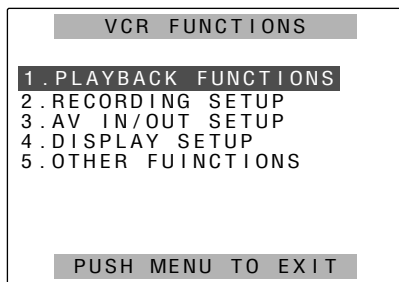 VCR FUNCTIONS
1.PLAYBACK FUNCTIONS
2.RECORDING SETUP
3.AV IN/OUT SETUP
4.DISPLAY SETUP
5.OTHER FUINCTIONS
PUSH MENU TO EXIT